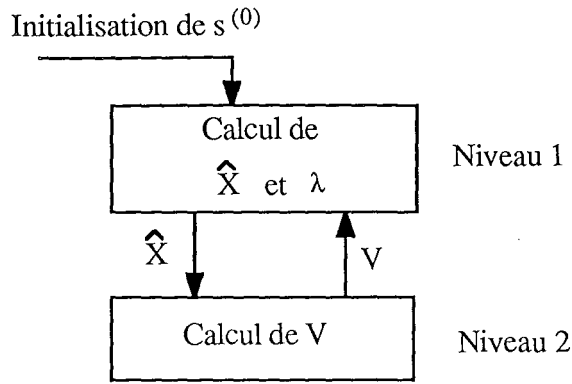 Initialisation de s⁽⁰⁾
Calcul de
X̂ et λ
Niveau 1
X̂
V
Calcul de V
Niveau 2